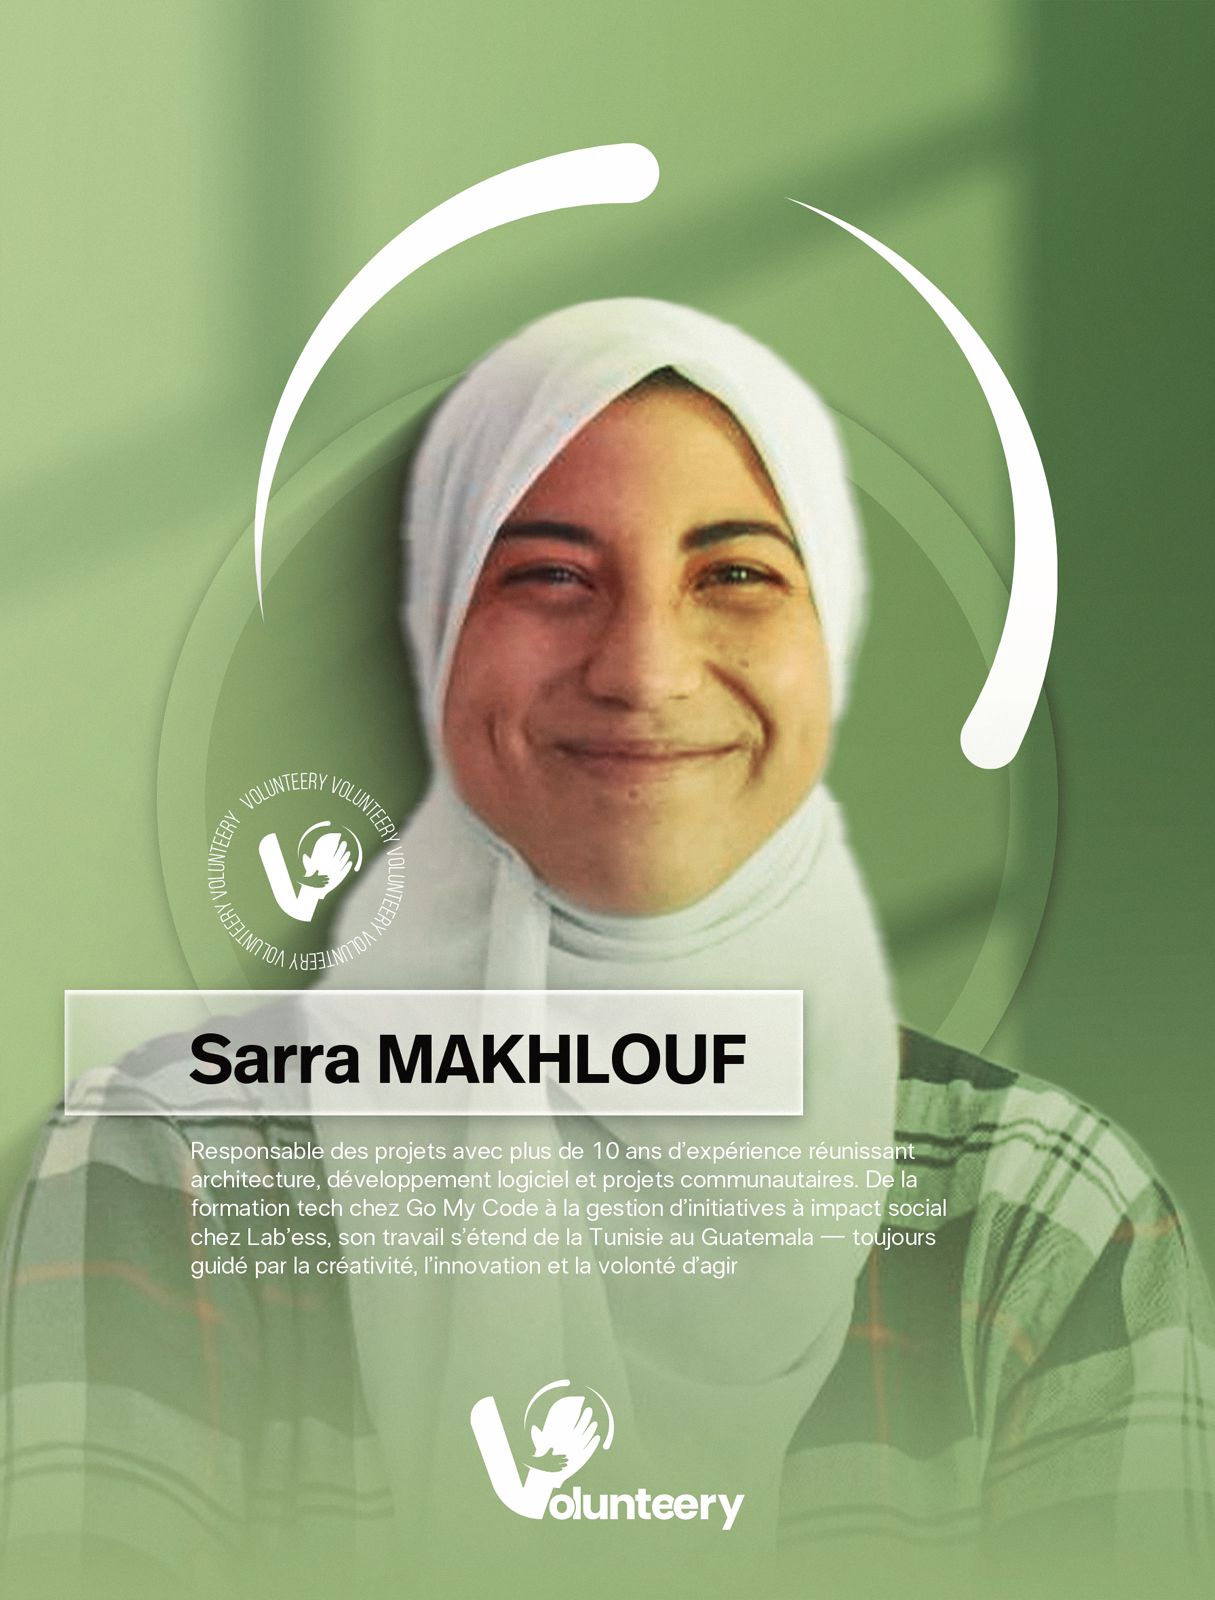 VOLUNTEERY VOLUNTEERY VOLUNTEERY VOLUNTEERY VOLUNTEERY VOLUNTEERY VOLUNTEERY
Sarra MAKHLOUF
Responsable des projets avec plus de 10 ans d’expérience réunissant
architecture, développement logiciel et projets communautaires. De la
formation tech chez Go My Code à la gestion d’initiatives à impact social
chez Lab’ess, son travail s’étend de la Tunisie au Guatemala — toujours
guidé par la créativité, l’innovation et la volonté d’agir
Volunteery